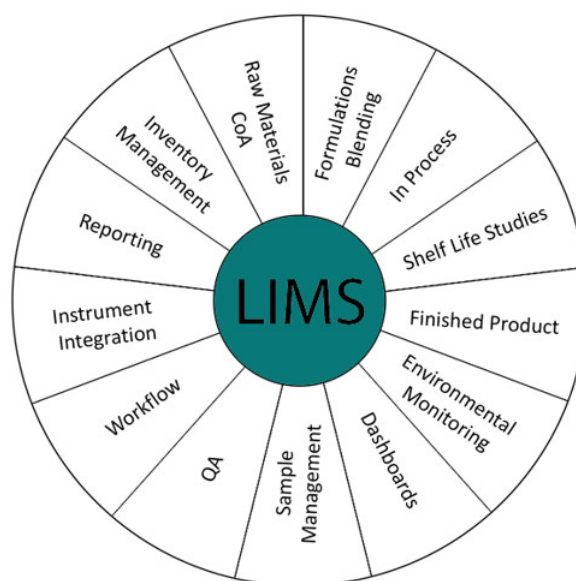 LIMS
Formulations
Blending
In Process
Shelf Life Studies
Finished Product
Environmental
Monitoring
Dashboards
Sample
Management
QA
Workflow
Instrument
Integration
Reporting
Inventory
Management
Raw Materials
CoA